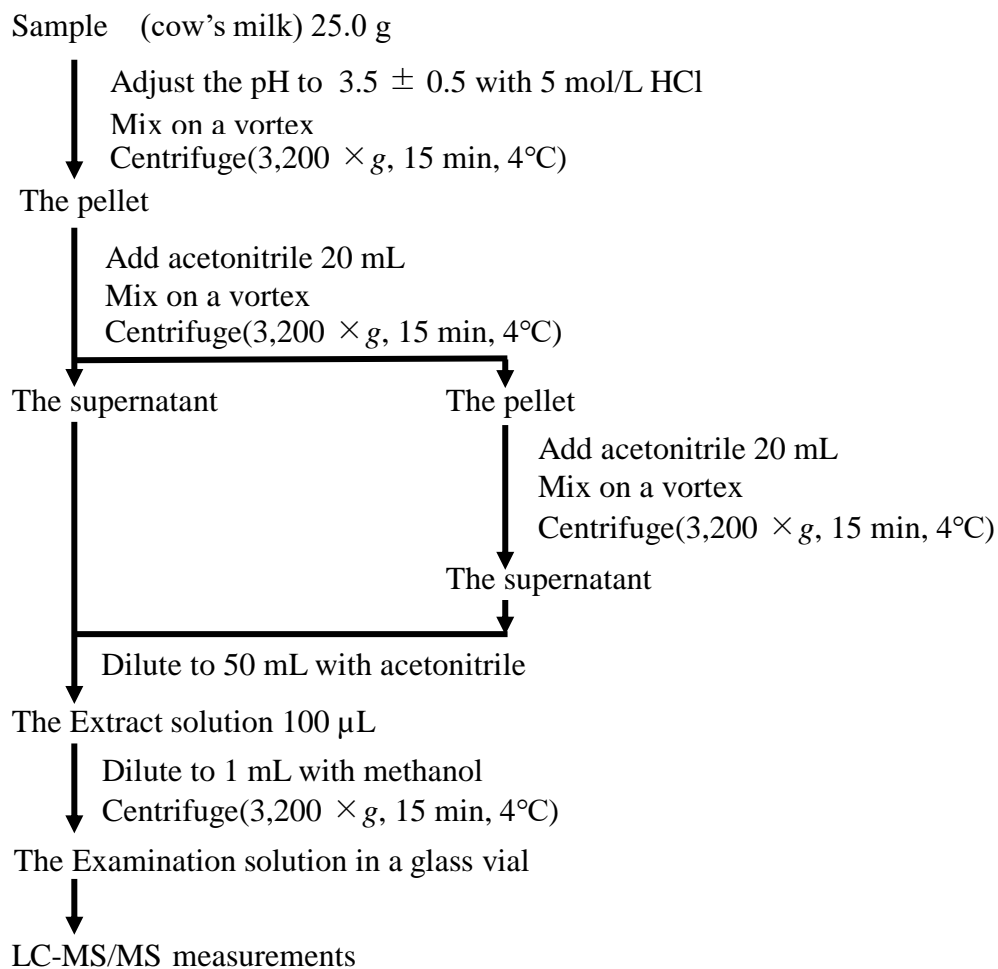 Sample (cow's milk) 25.0 g
Adjust the pH to 3.5 ± 0.5 with 5 mol/L HCl
Mix on a vortex
Centrifuge(3,200 × g, 15 min, 4℃)
The pellet
Add acetonitrile 20 mL
Mix on a vortex
Centrifuge(3,200 × g, 15 min, 4℃)
The supernatant
The pellet
Add acetonitrile 20 mL
Mix on a vortex
Centrifuge(3,200 × g, 15 min, 4℃)
The supernatant
Dilute to 50 mL with acetonitrile
The Extract solution 100 µL
Dilute to 1 mL with methanol
Centrifuge(3,200 × g, 15 min, 4℃)
The Examination solution in a glass vial
LC-MS/MS measurements